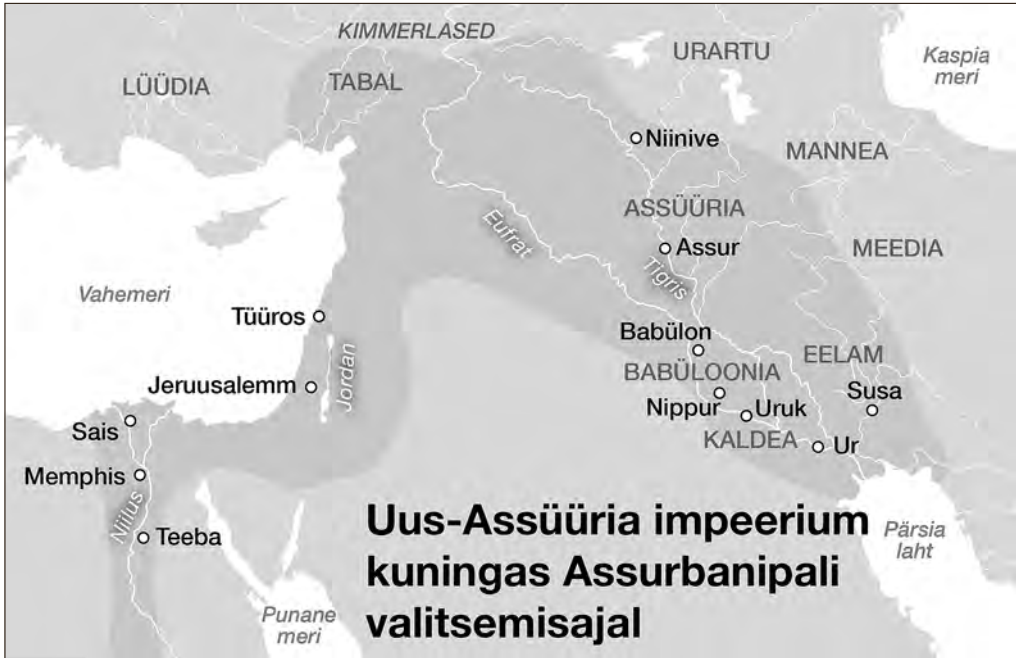 KIMMERLASED
URARTU
Kaspia
meri
LÜÜDIA
TABAL
Niinive
MANNEA
ASSÜÜRIA
Eufrat
Assur
MEEDIA
Tigris
Vahemeri
Tüüros
Babülon
Jordan
EELAM
Jeruusalemm
BABÜLOONIA
Susa
Nippur
Uruk
Sais
KALDEA
Ur
Memphis
Niilus
Teeba
Uus-Assüüria impeerium
kuningas Assurbanipali
valitsemisajal
Pärsia
laht
Punane
meri